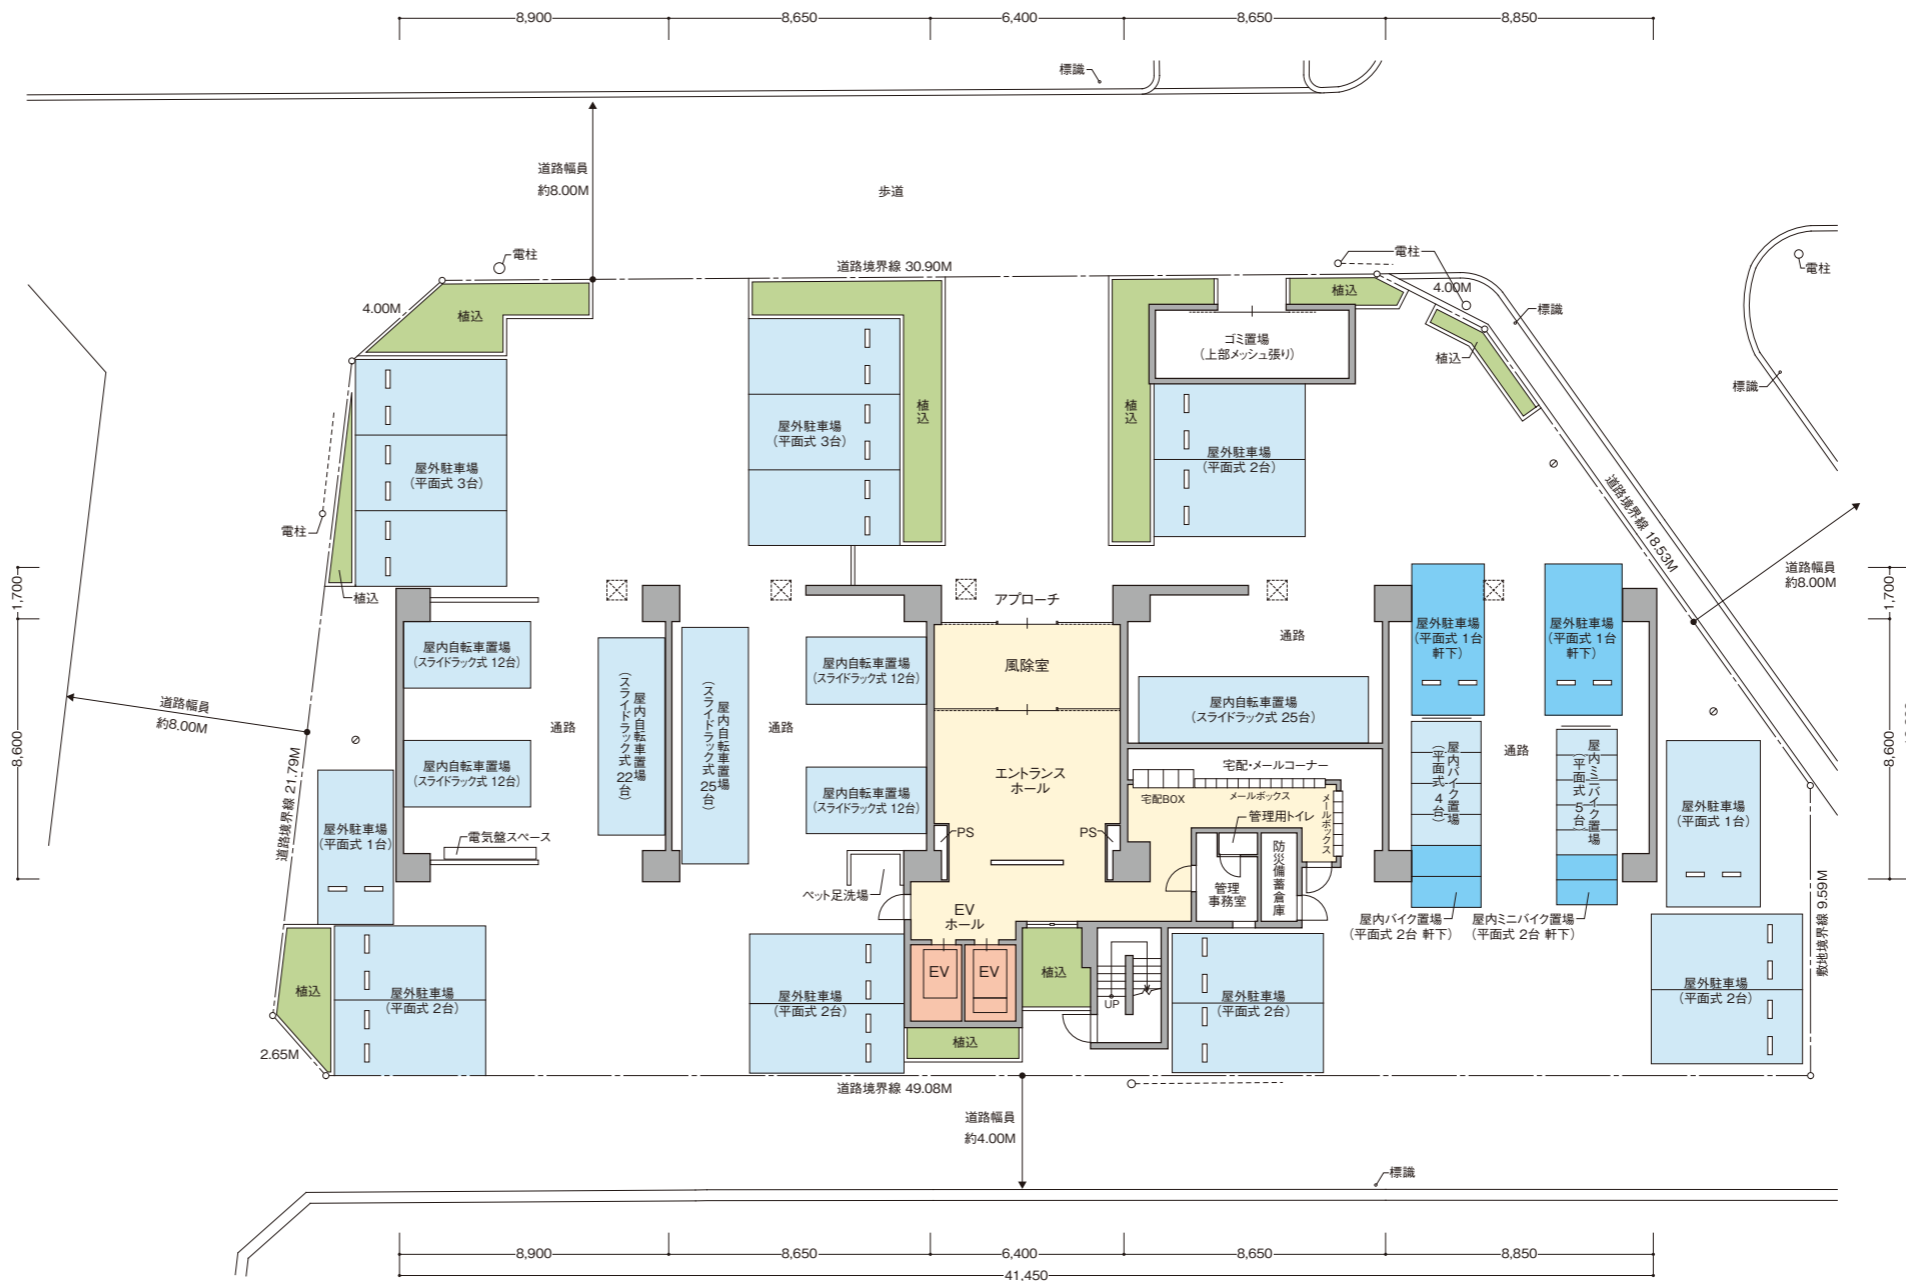 8,900
8,650
6,400
8,650
8,850
標識
道路幅員
約8.00M
歩道
電柱
道路境界線 30.90M
電柱
電柱
4.00M
植込
植込
4.00M
標識
ゴミ置場
(上部メッシュ張り)
植込
標識
植込
植込
屋外駐車場
(平面式 3台)
屋外駐車場
(平面式 2台)
屋外駐車場
(平面式 3台)
道路境界線 18.53M
電柱
道路幅員
約8.00M
1,700
1,700
植込
アプローチ
屋内自転車置場
(スライドラック式 12台)
屋内自転車置場
(スライドラック式 22台)
屋内自転車置場
(スライドラック式 25台)
屋内自転車置場
(スライドラック式 12台)
風除室
通路
屋外駐車場
(平面式 1台
軒下)
屋外駐車場
(平面式 1台
軒下)
道路幅員
約8.00M
通路
通路
屋内自転車置場
(スライドラック式 25台)
通路
8,600
8,600
屋内自転車置場
(スライドラック式 12台)
屋内自転車置場
(スライドラック式 12台)
エントランス
ホール
宅配・メールコーナー
宅配BOX
メールボックス
メールボックス
屋内バイク置場
(平面式 4台)
屋内ミニバイク置場
(平面式 5台)
屋外駐車場
(平面式 1台)
道路境界線 21.79M
屋外駐車場
(平面式 1台)
電気盤スペース
PS
PS
管理用トイレ
ペット足洗場
管理
事務室
防災備蓄倉庫
EV
ホール
屋内バイク置場
(平面式 2台 軒下)
屋内ミニバイク置場
(平面式 2台 軒下)
敷地境界線 9.59M
植込
屋外駐車場
(平面式 2台)
屋外駐車場
(平面式 2台)
EV
EV
植込
UP
屋外駐車場
(平面式 2台)
屋外駐車場
(平面式 2台)
植込
2.65M
道路境界線 49.08M
道路幅員
約4.00M
標識
8,900
8,650
6,400
8,650
8,850
41,450